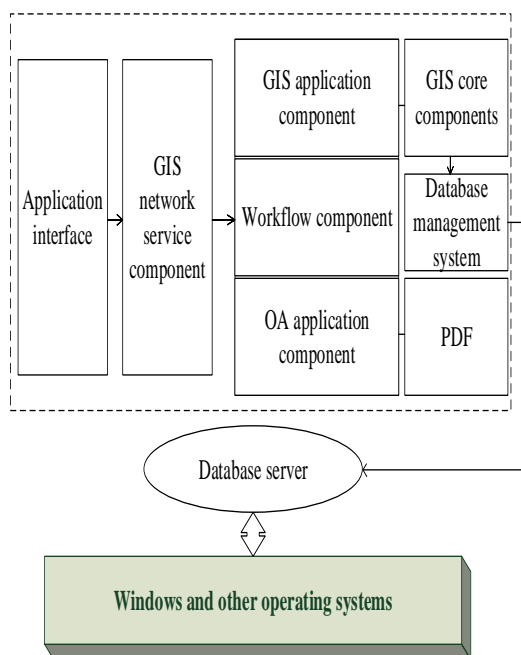 Application
interface
GIS
network
service
component
GIS application
component
Workflow component
OA application
component
GIS core
components
Database
management
system
PDF
Database server
Windows and other operating systems